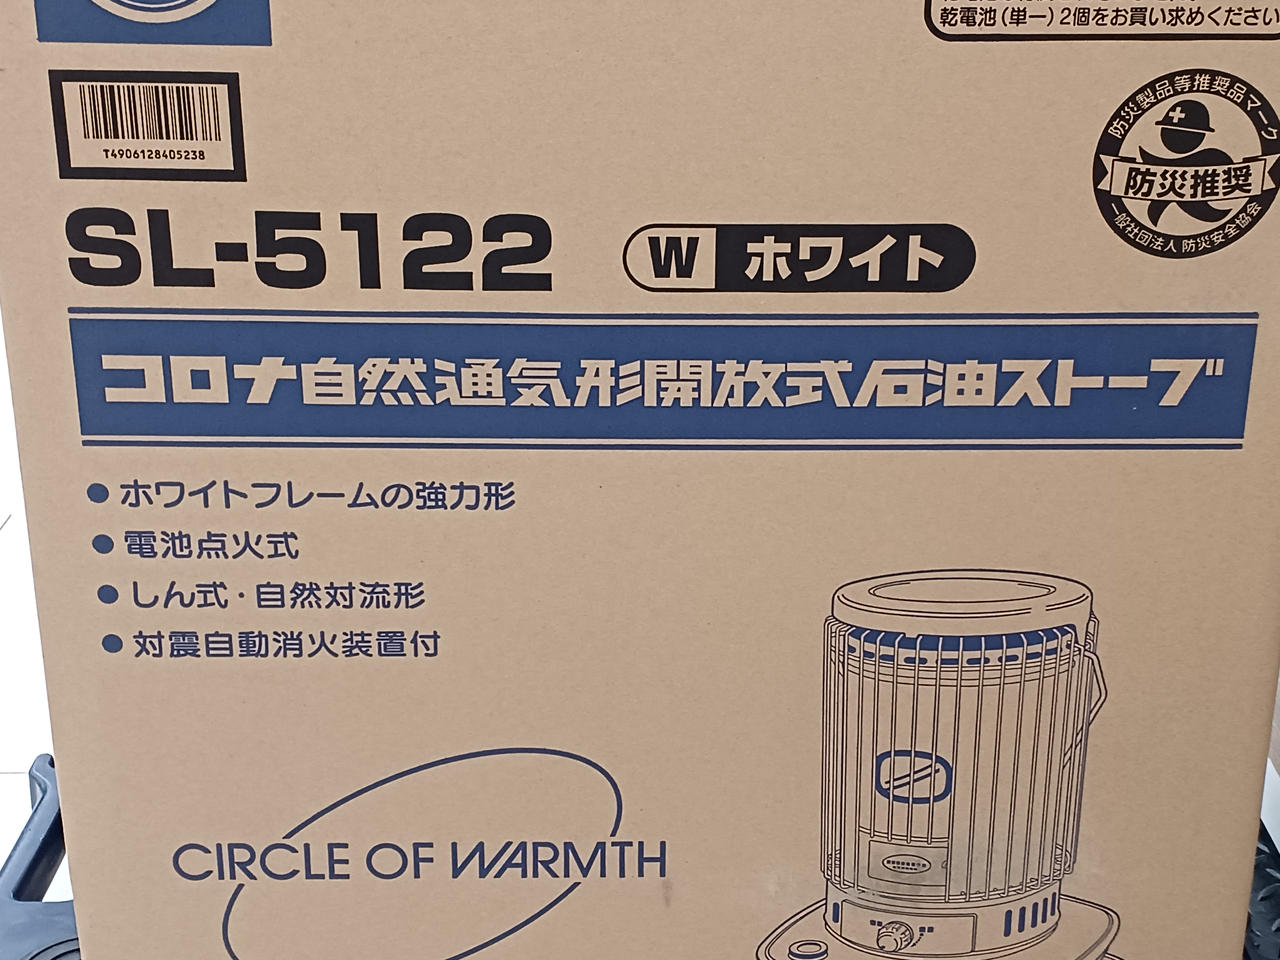 乾電池(単一)2個をお買い求めください
T4906128405238
防災製品等推奨品マーク
防災推奨
一般社団法人 防災安全協会
SL-5122
W ホワイト
コロナ自然通気形開放式石油ストーブ
●ホワイトフレームの強力形
●電池点火式
●しん式・自然対流形
●対震自動消火装置付
CIRCLE OF WARMTH